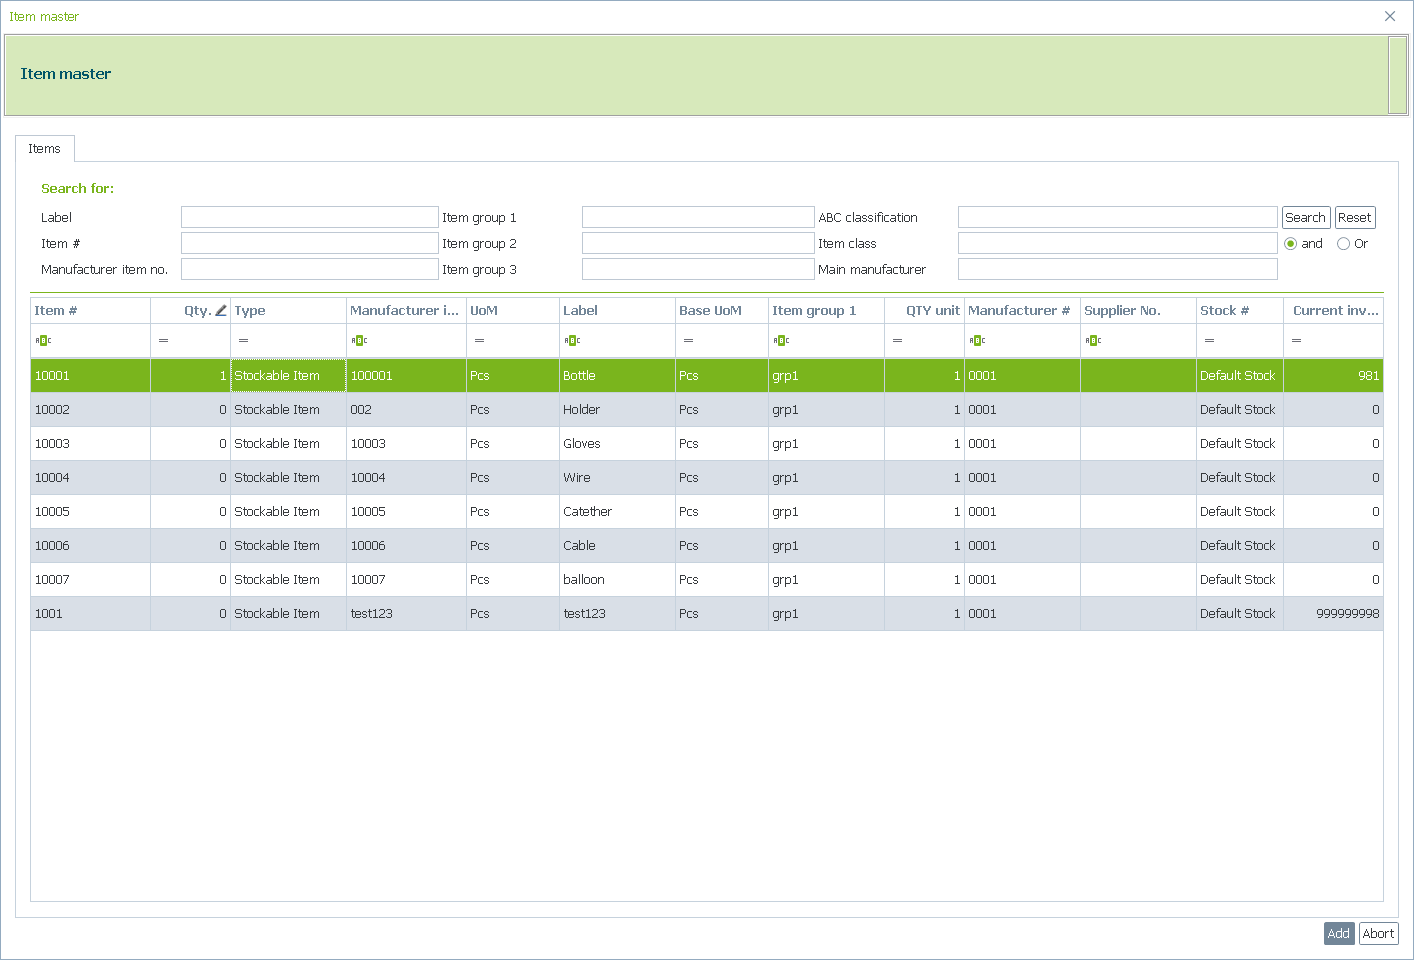 Item master
Item master
Items
Search for:
Label Item group 1 ABC classification Search Reset
Item # Item group 2 Item class and Or
Manufacturer item no. Item group 3 Main manufacturer
Item # Qty. Type Manufacturer i... UoM Label Base UoM Item group 1 QTY unit Manufacturer # Supplier No. Stock # Current inv...
ABC = = ABC = ABC = ABC = ABC ABC = =
10001 1 Stockable Item 100001 Pcs Bottle Pcs grp1 1 0001 Default Stock 981
10002 0 Stockable Item 002 Pcs Holder Pcs grp1 1 0001 Default Stock 0
10003 0 Stockable Item 10003 Pcs Gloves Pcs grp1 1 0001 Default Stock 0
10004 0 Stockable Item 10004 Pcs Wire Pcs grp1 1 0001 Default Stock 0
10005 0 Stockable Item 10005 Pcs Catether Pcs grp1 1 0001 Default Stock 0
10006 0 Stockable Item 10006 Pcs Cable Pcs grp1 1 0001 Default Stock 0
10007 0 Stockable Item 10007 Pcs balloon Pcs grp1 1 0001 Default Stock 0
1001 0 Stockable Item test123 Pcs test123 Pcs grp1 1 0001 Default Stock 999999998
Add Abort